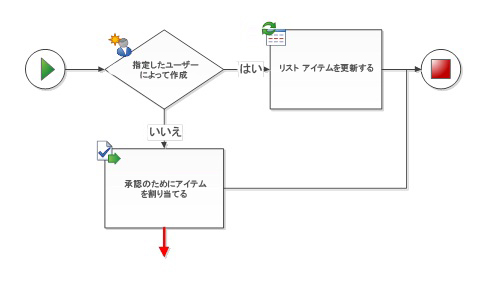 指定したユーザー
によって作成
はい
リスト アイテムを更新する
いいえ
承認のためにアイテム
を割り当てる